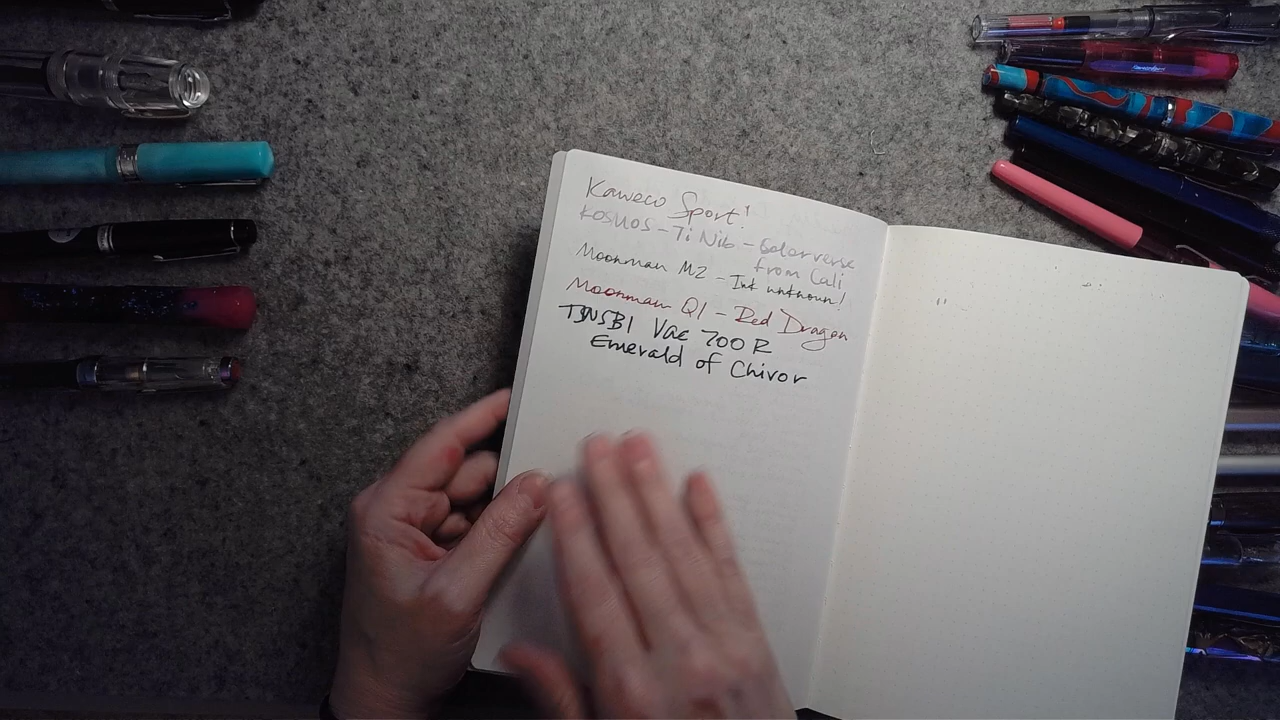 Kaweco Sport!
KOSMOS - Ti Nib - Colorverse
from Cali
Moonman M2 - Ink unknown!
Moonman Q1 - Red Dragon
TWSBI Vac 700 R
Emerald of Chivor